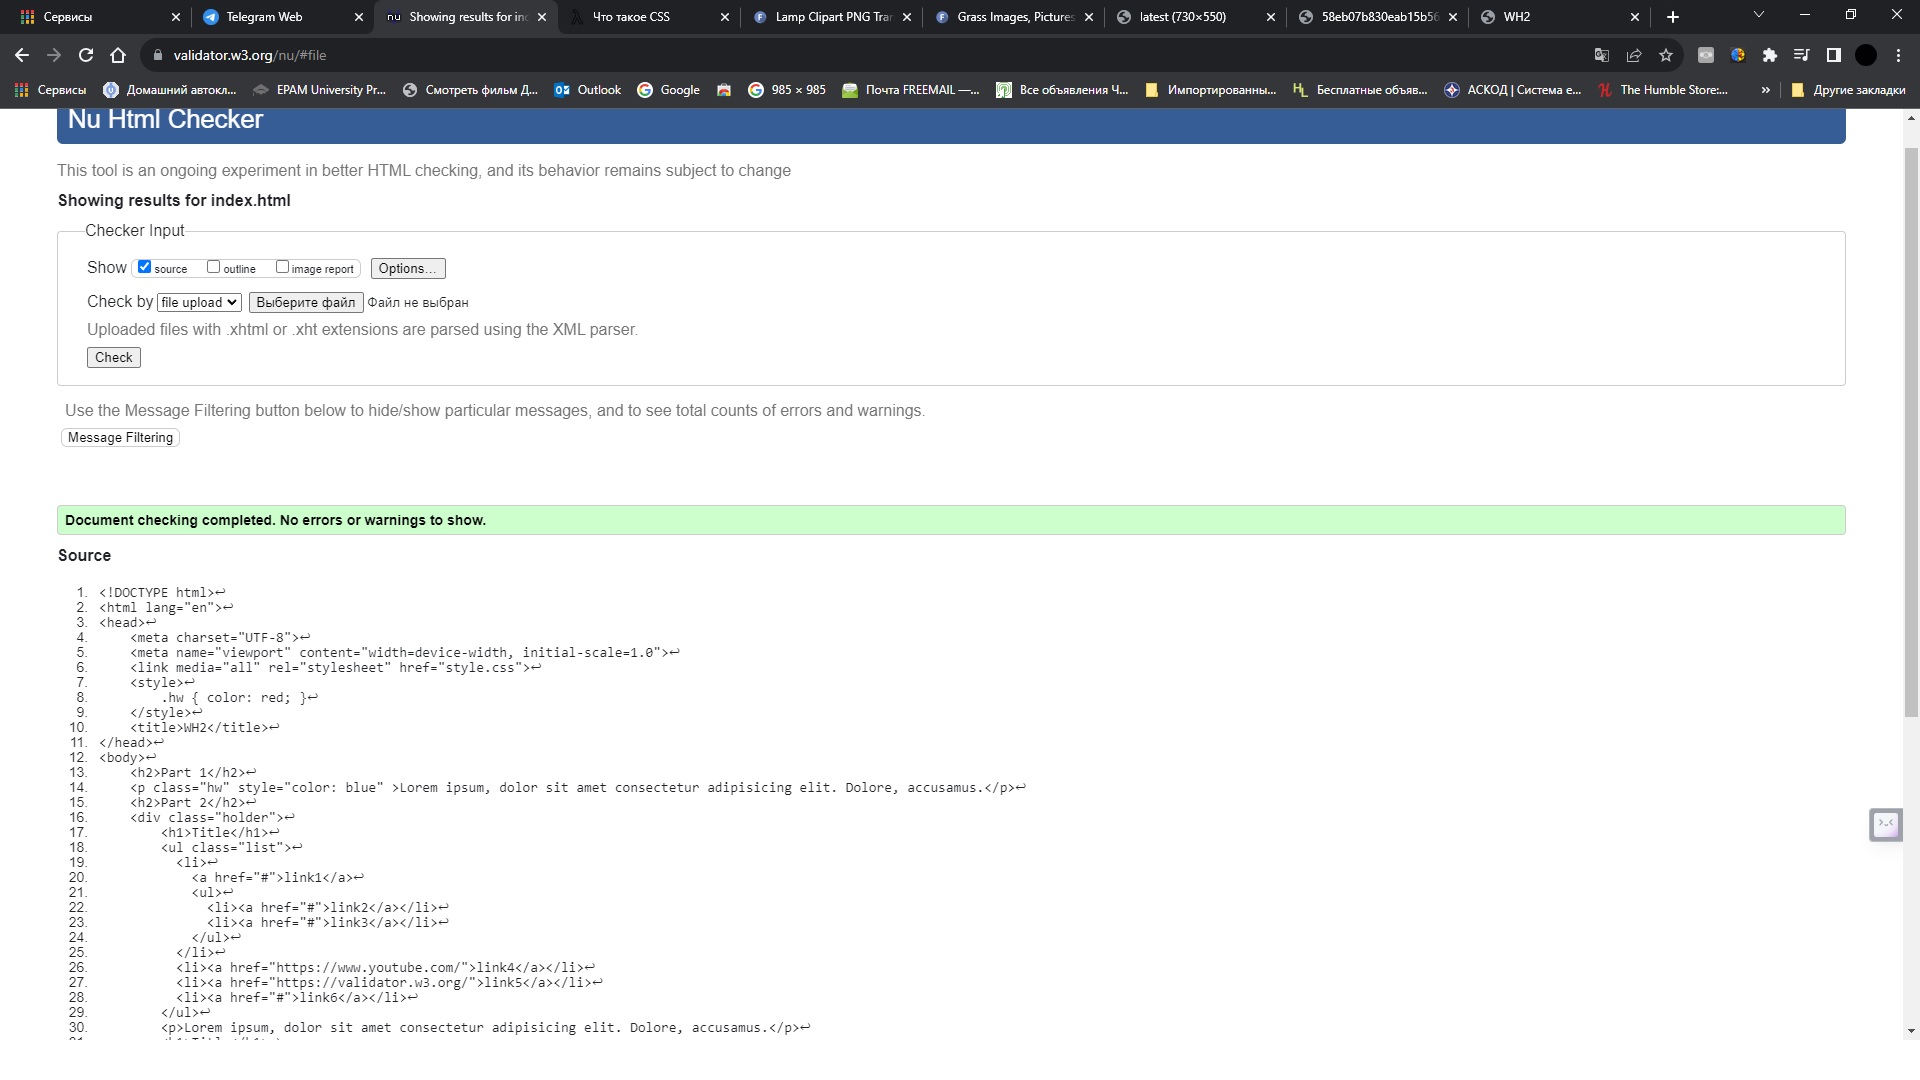 Сервисы
Telegram Web
Showing results for ind
Что такое CSS
Lamp Clipart PNG Tran
Grass Images, Pictures
latest (730×550)
58eb07b830eab15b56
WH2
validator.w3.org/nu/#file
Сервисы
Домашний автокл...
EPAM University Pr...
Смотреть фильм Д...
Outlook
Google
985 × 985
Почта FREEMAIL —...
Все объявления Ч...
Импортированны...
Бесплатные объяв...
АСКОД | Система е...
The Humble Store:...
»
Другие закладки
Nu Html Checker
This tool is an ongoing experiment in better HTML checking, and its behavior remains subject to change
Showing results for index.html
Checker Input
Show source outline image report Options...
Check by file upload Выберите файл Файл не выбран
Uploaded files with .xhtml or .xht extensions are parsed using the XML parser.
Check
Use the Message Filtering button below to hide/show particular messages, and to see total counts of errors and warnings.
Message Filtering
Document checking completed. No errors or warnings to show.
Source
1. <!DOCTYPE html>↩
2. <html lang="en">↩
3. <head>↩
4. <meta charset="UTF-8">↩
5. <meta name="viewport" content="width=device-width, initial-scale=1.0">↩
6. <link media="all" rel="stylesheet" href="style.css">↩
7. <style>↩
8. .hw { color: red; }↩
9. </style>↩
10. <title>WH2</title>↩
11. </head>↩
12. <body>↩
13. <h2>Part 1</h2>↩
14. <p class="hw" style="color: blue" >Lorem ipsum, dolor sit amet consectetur adipisicing elit. Dolore, accusamus.</p>↩
15. <h2>Part 2</h2>↩
16. <div class="holder">↩
17. <h1>Title</h1>↩
18. <ul class="list">↩
19. <li>↩
20. <a href="#">link1</a>↩
21. <ul>↩
22. <li><a href="#">link2</a></li>↩
23. <li><a href="#">link3</a></li>↩
24. </ul>↩
25. </li>↩
26. <li><a href="https://www.youtube.com/">link4</a></li>↩
27. <li><a href="https://validator.w3.org/">link5</a></li>↩
28. <li><a href="#">link6</a></li>↩
29. </ul>↩
30. <p>Lorem ipsum, dolor sit amet consectetur adipisicing elit. Dolore, accusamus.</p>↩